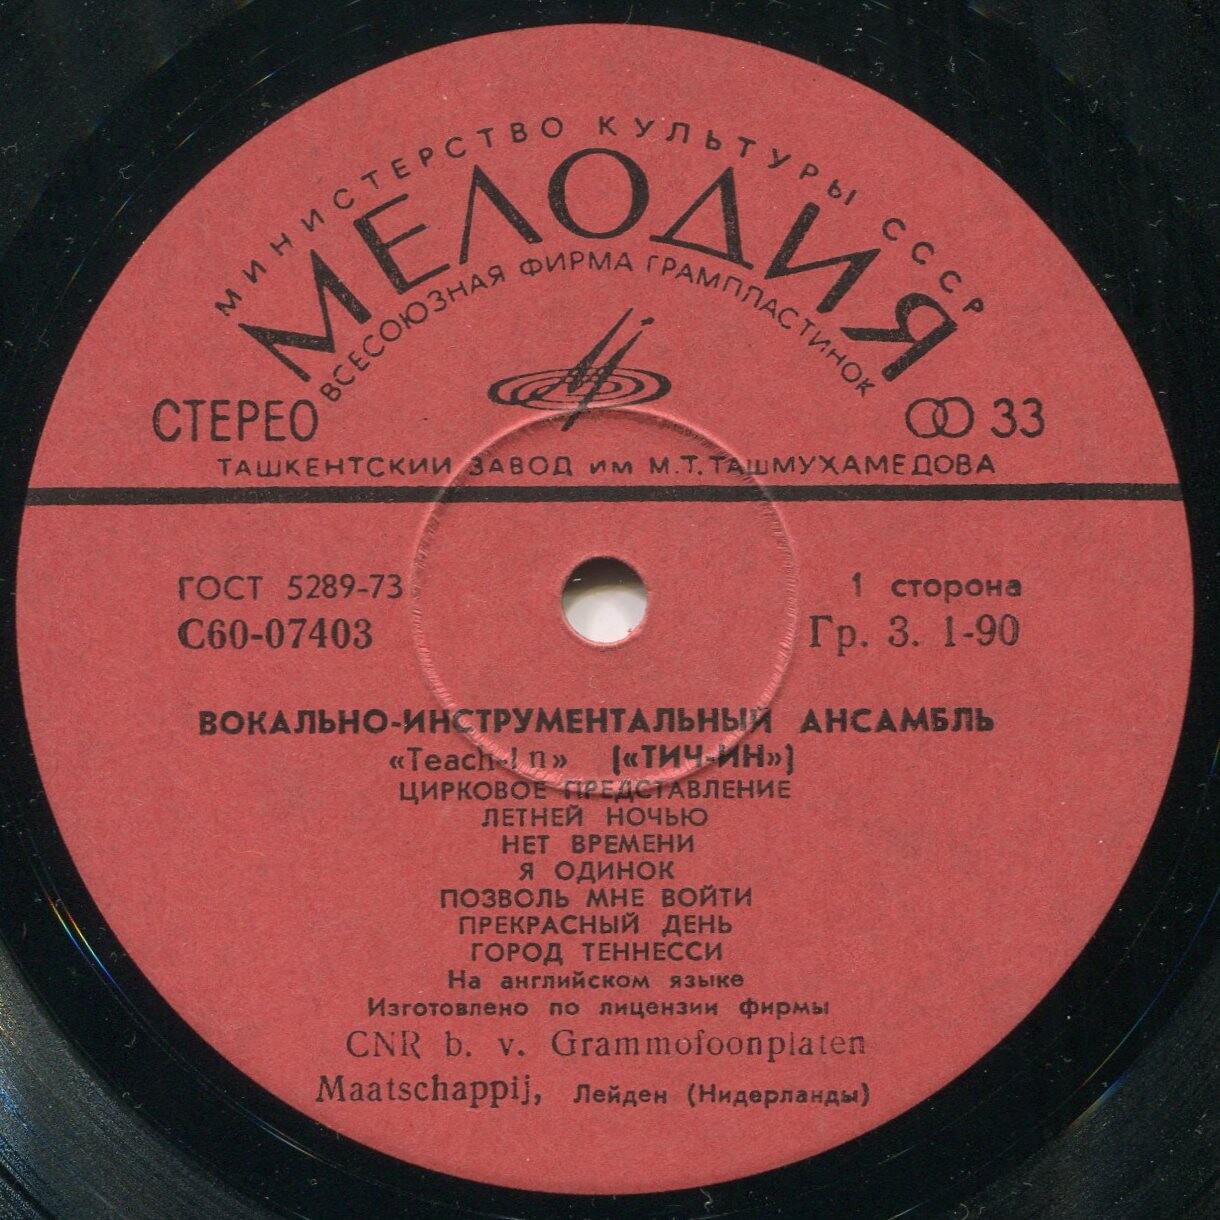 МИНИСТЕРСТВО КУЛЬТУРЫ СССР
МЕЛОДИЯ
ВСЕСОЮЗНАЯ ФИРМА ГРАМПЛАСТИНОК
СТЕРЕО 33
ТАШКЕНТСКИЙ ЗАВОД им М.Т.ТАШМУХАМЕДОВА
ГОСТ 5289-73 1 сторона
С60-07403 Гр. 3. 1-90
ВОКАЛЬНО-ИНСТРУМЕНТАЛЬНЫЙ АНСАМБЛЬ
«Teach-In» («ТИЧ-ИН»)
ЦИРКОВОЕ ПРЕДСТАВЛЕНИЕ
ЛЕТНЕЙ НОЧЬЮ
НЕТ ВРЕМЕНИ
Я ОДИНОК
ПОЗВОЛЬ МНЕ ВОЙТИ
ПРЕКРАСНЫЙ ДЕНЬ
ГОРОД ТЕННЕССИ
На английском языке
Изготовлено по лицензии фирмы
CNR b. v. Grammofoonplaten
Maatschappij, Лейден (Нидерланды)